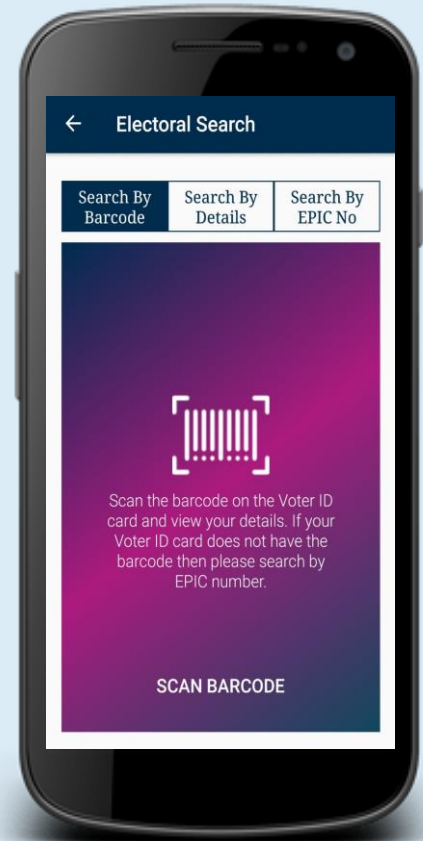 Electoral Search
Search By
Barcode
Search By
Details
Search By
EPIC No
Scan the barcode on the Voter ID
card and view your details. If your
Voter ID card does not have the
barcode then please search by
EPIC number.
SCAN BARCODE